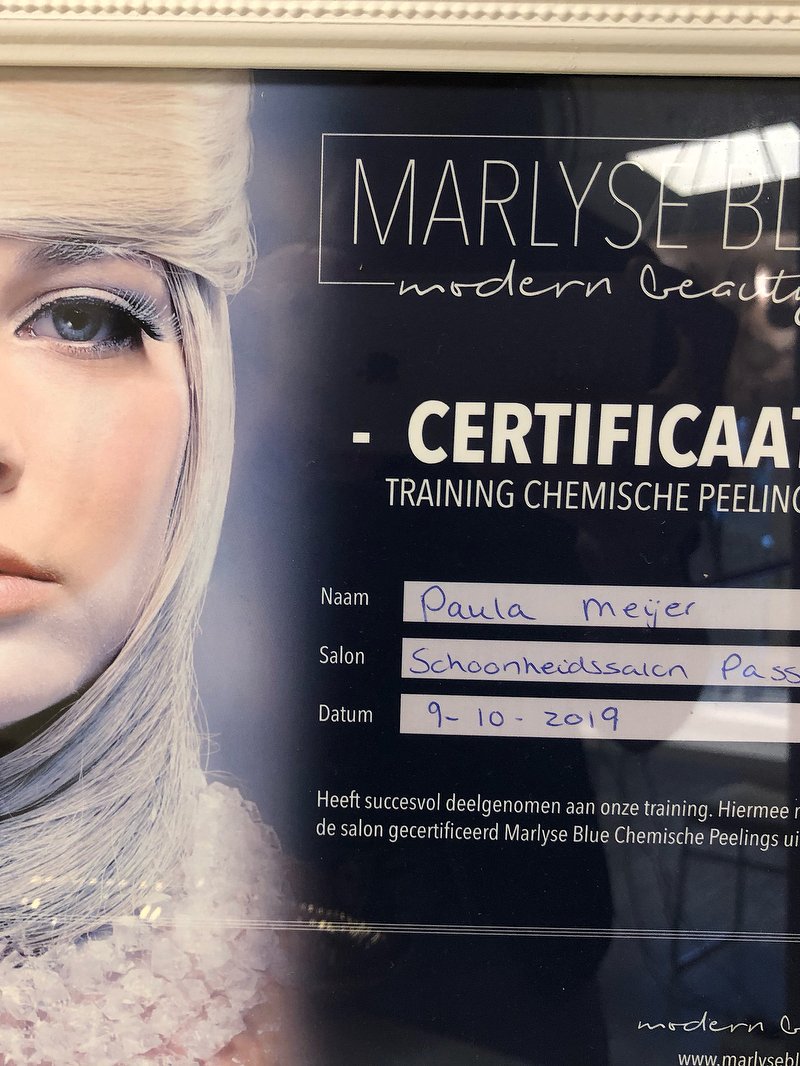 MARLYSE BL
modern beauty
- CERTIFICAAT
TRAINING CHEMISCHE PEELING
Naam Paula Meijer
Salon Schoonheidssalon Pass
Datum 9-10-2019
Heeft succesvol deelgenomen aan onze training. Hiermee
de salon gecertificeerd Marlyse Blue Chemische Peelings ui
modern
www.marlysebl